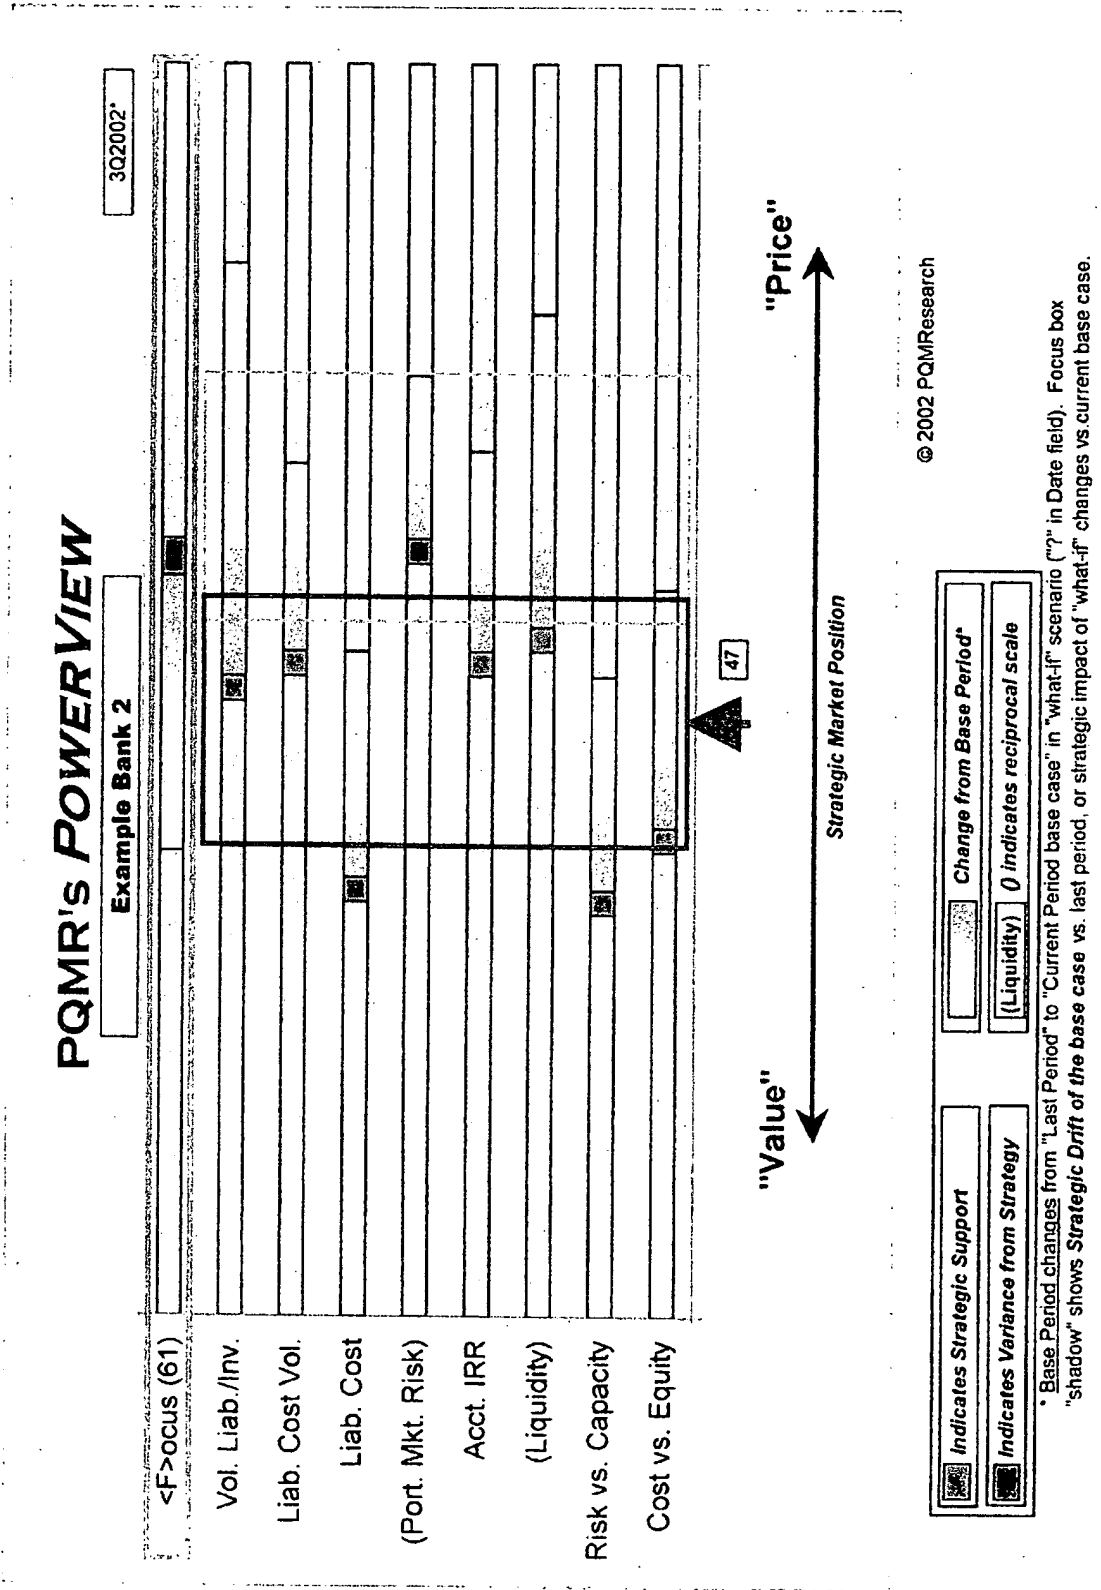 PQMR's POWERVIEW
Example Bank 2
3Q2002*
<F>ocus (61)
Vol. Liab./Inv.
Liab. Cost Vol.
Liab. Cost
(Port. Mkt. Risk)
Acct. IRR
(Liquidity)
Risk vs. Capacity
Cost vs. Equity
47
"Value"
"Price"
Strategic Market Position
© 2002 PQMResearch
Indicates Strategic Support
Change from Base Period*
Indicates Variance from Strategy
(Liquidity) () indicates reciprocal scale
* Base Period changes from "Last Period" to "Current Period base case" in "what-if" scenario ("?" in Date field). Focus box
"shadow" shows Strategic Drift of the base case vs. last period, or strategic impact of "what-if" changes vs.current base case.